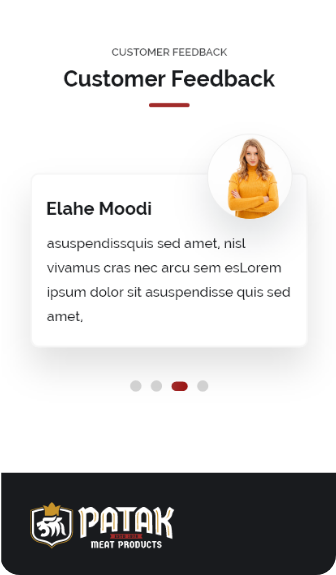 CUSTOMER FEEDBACK
Customer Feedback
Elahe Moodi
asuspendissquis sed amet, nisl
vivamus cras nec arcu sem esLorem
ipsum dolor sit asuspendisse quis sed
amet,
PATAK
MEAT PRODUCTS